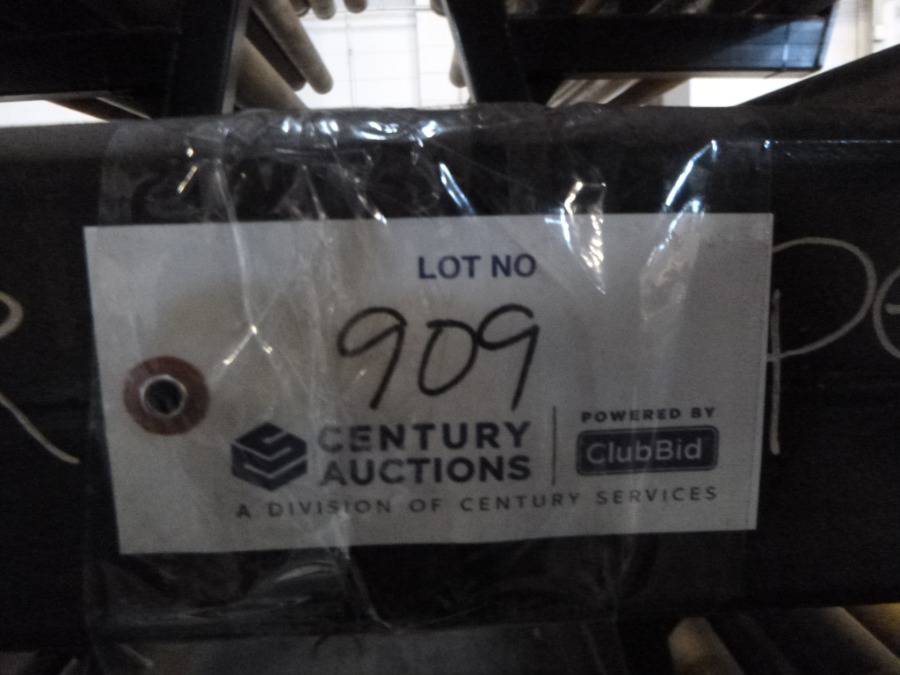 LOT NO
909
CENTURY
AUCTIONS
POWERED BY
ClubBid
A DIVISION OF CENTURY SERVICES